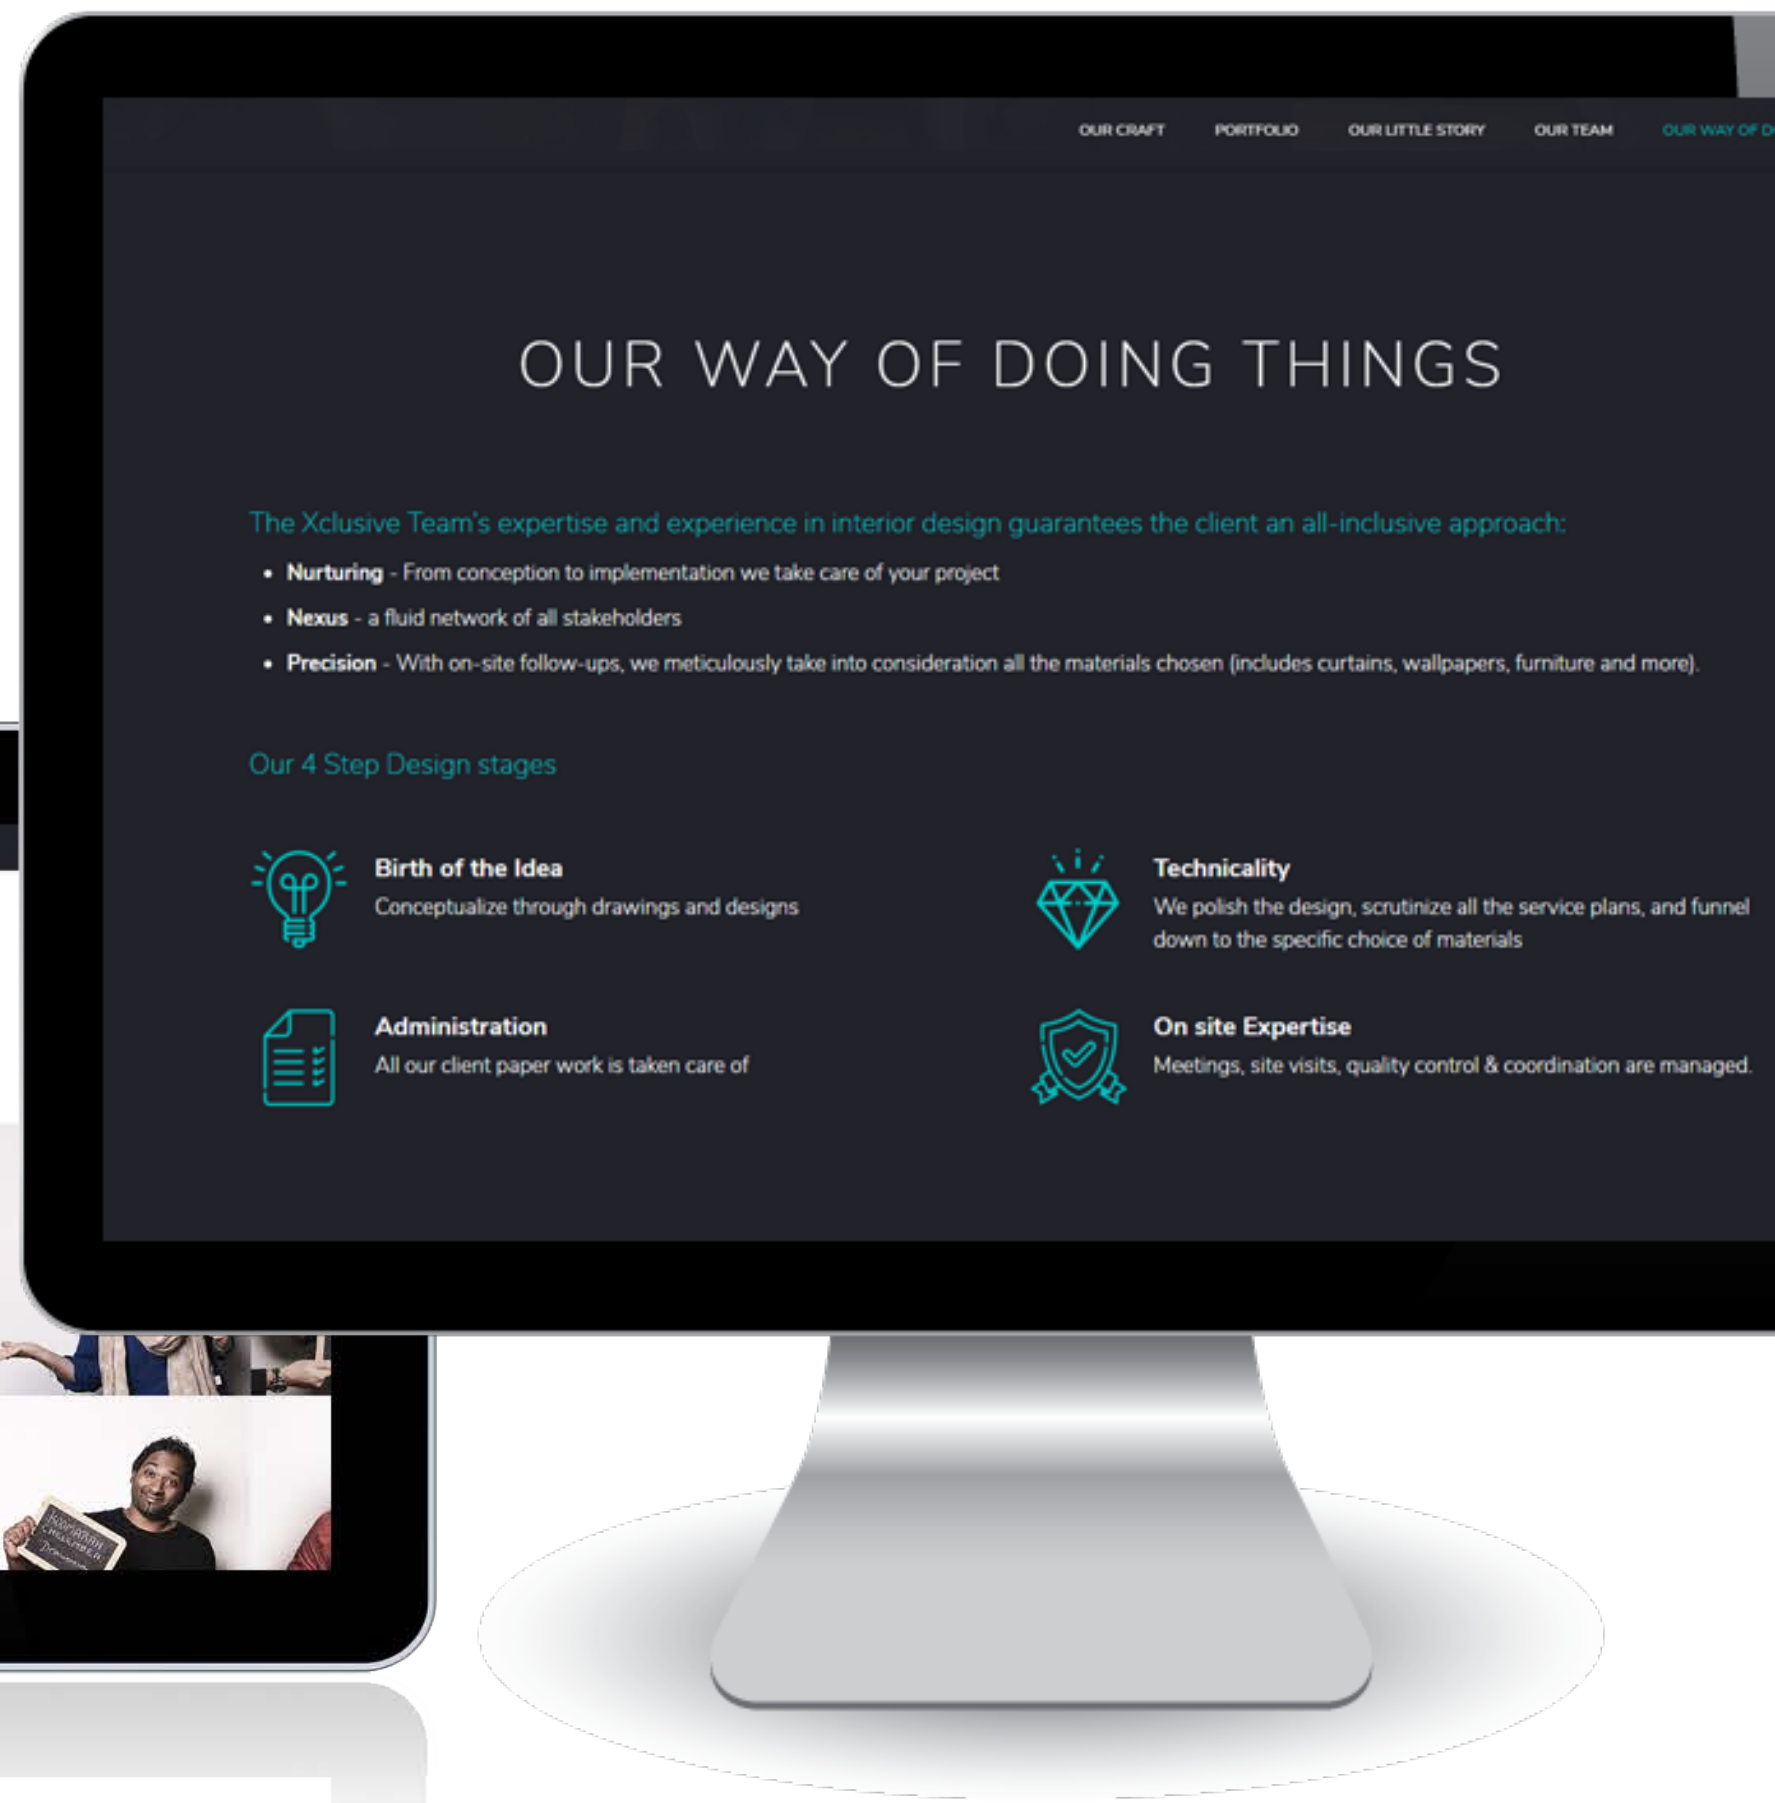 OUR CRAFT PORTFOLIO OUR LITTLE STORY OUR TEAM OUR WAY OF
OUR WAY OF DOING THINGS
The Xclusive Team's expertise and experience in interior design guarantees the client an all-inclusive approach:
• Nurturing - From conception to implementation we take care of your project
• Nexus - a fluid network of all stakeholders
• Precision - With on-site follow-ups, we meticulously take into consideration all the materials chosen (includes curtains, wallpapers, furniture and more).
Our 4 Step Design stages
Birth of the Idea
Conceptualize through drawings and designs
Technicality
We polish the design, scrutinize all the service plans, and funnel
down to the specific choice of materials
Administration
All our client paper work is taken care of
On site Expertise
Meetings, site visits, quality control & coordination are managed.